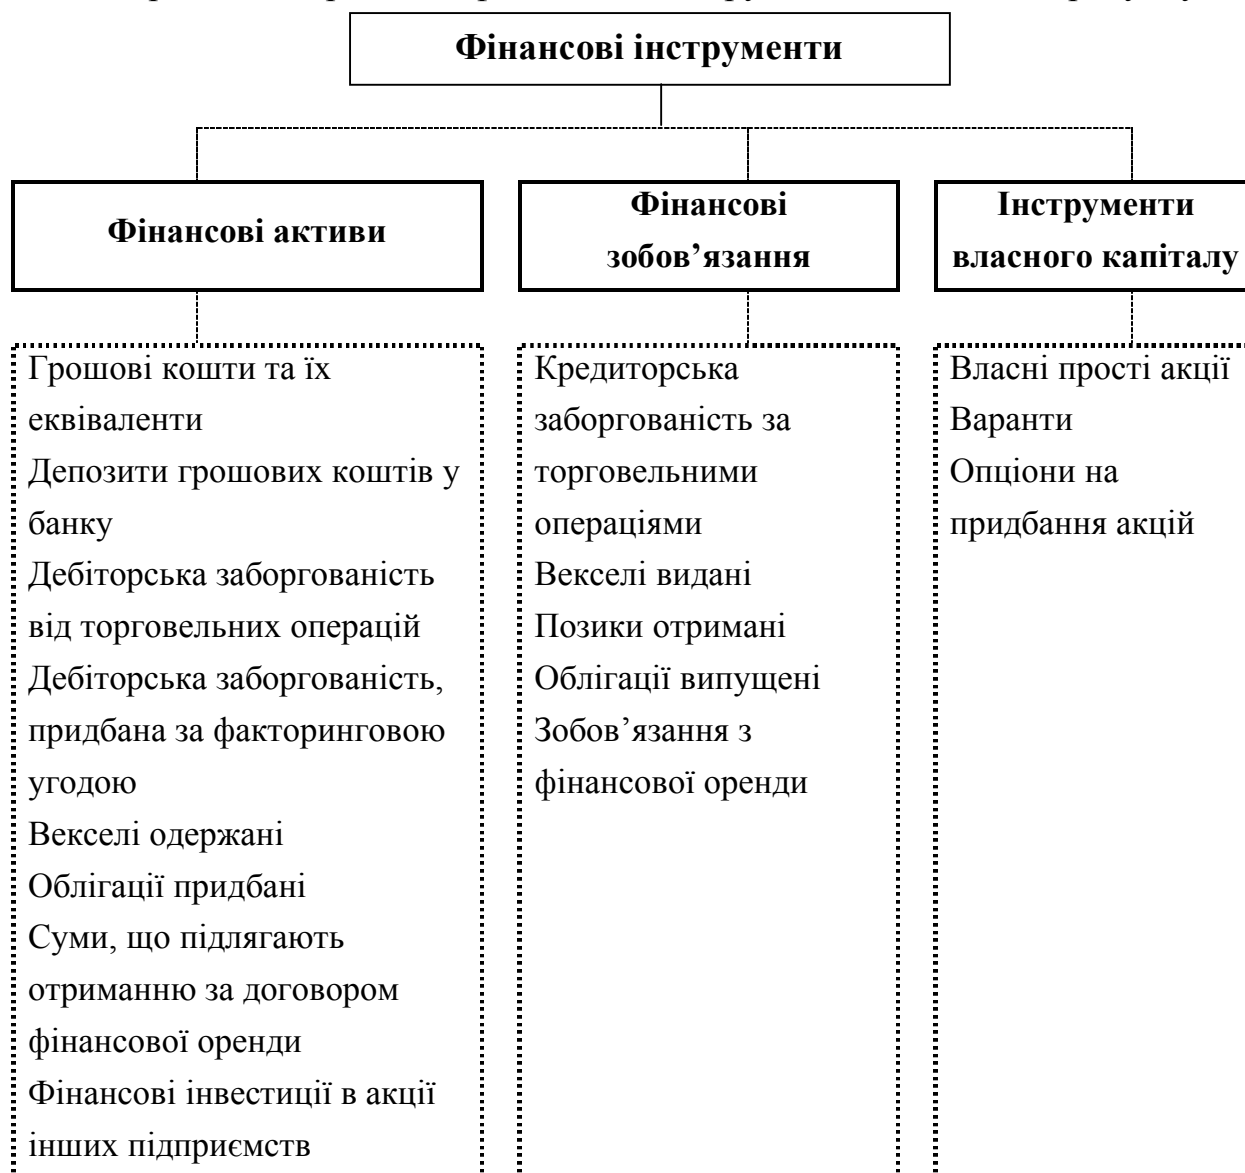 Фінансові інструменти
Фінансові активи
Фінансові
зобов’язання
Інструменти
власного капіталу
Грошові кошти та їх
еквіваленти
Депозити грошових коштів у
банку
Дебіторська заборгованість
від торговельних операцій
Дебіторська заборгованість,
придбана за факторинговою
угодою
Векселі одержані
Облігації придбані
Суми, що підлягають
отриманню за договором
фінансової оренди
Фінансові інвестиції в акції
інших підприємств
Кредиторська
заборгованість за
торговельними
операціями
Векселі видані
Позики отримані
Облігації випущені
Зобов’язання з
фінансової оренди
Власні прості акції
Варанти
Опціони на
придбання акцій